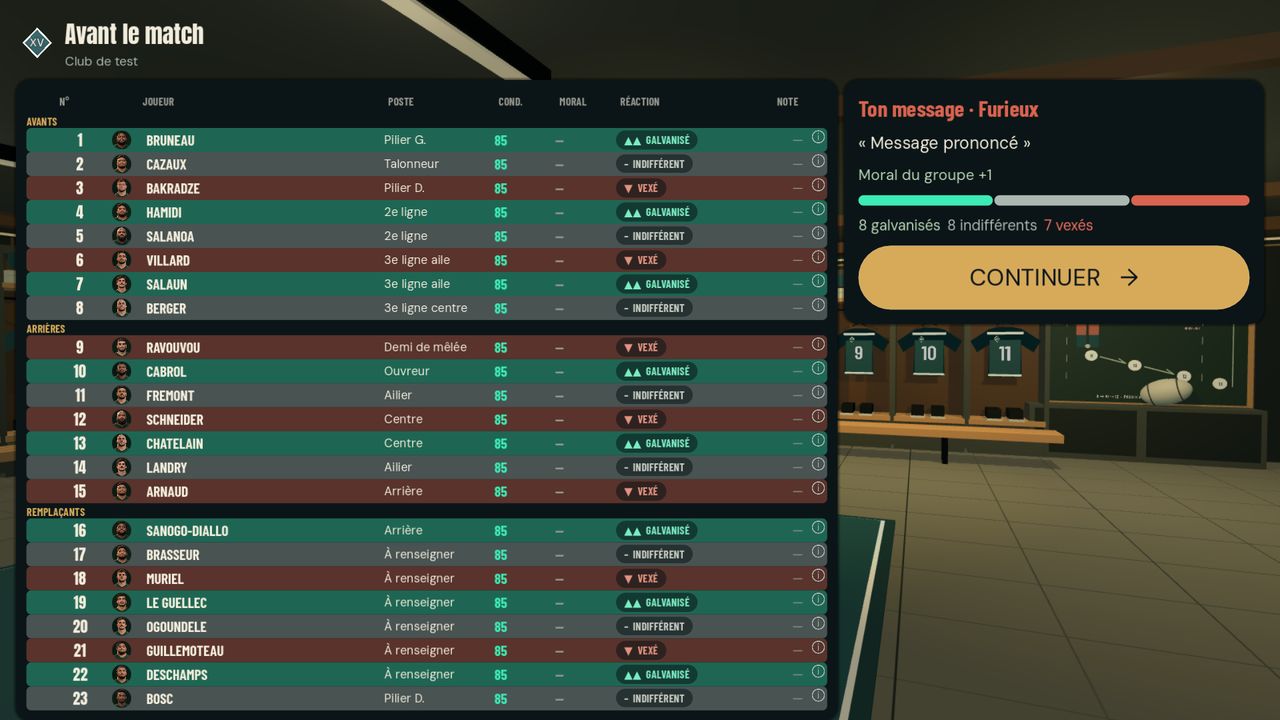 XV
Avant le match
Club de test
N° JOUEUR POSTE COND. MORAL RÉACTION NOTE
AVANTS
1 BRUNEAU Pilier G. 85 – ▲▲ GALVANISÉ —
2 CAZAUX Talonneur 85 – - INDIFFÉRENT —
3 BAKRADZE Pilier D. 85 – ▼ VEXÉ —
4 HAMIDI 2e ligne 85 – ▲▲ GALVANISÉ —
5 SALANOA 2e ligne 85 – - INDIFFÉRENT —
6 VILLARD 3e ligne aile 85 – ▼ VEXÉ —
7 SALAUN 3e ligne aile 85 – ▲▲ GALVANISÉ —
8 BERGER 3e ligne centre 85 – - INDIFFÉRENT —
ARRIÈRES
9 RAVOUVOU Demi de mêlée 85 – ▼ VEXÉ —
10 CABROL Ouvreur 85 – ▲▲ GALVANISÉ —
11 FREMONT Ailier 85 – - INDIFFÉRENT —
12 SCHNEIDER Centre 85 – ▼ VEXÉ —
13 CHATELAIN Centre 85 – ▲▲ GALVANISÉ —
14 LANDRY Ailier 85 – - INDIFFÉRENT —
15 ARNAUD Arrière 85 – ▼ VEXÉ —
REMPLAÇANTS
16 SANOGO-DIALLO Arrière 85 – ▲▲ GALVANISÉ —
17 BRASSEUR À renseigner 85 – - INDIFFÉRENT —
18 MURIEL À renseigner 85 – ▼ VEXÉ —
19 LE GUELLEC À renseigner 85 – ▲▲ GALVANISÉ —
20 OGOUNDELE À renseigner 85 – - INDIFFÉRENT —
21 GUILLEMOTEAU À renseigner 85 – ▼ VEXÉ —
22 DESCHAMPS À renseigner 85 – ▲▲ GALVANISÉ —
23 BOSC Pilier D. 85 – - INDIFFÉRENT —
Ton message · Furieux
« Message prononcé »
Moral du groupe +1
8 galvanisés 8 indifférents 7 vexés
CONTINUER →
9 10 11